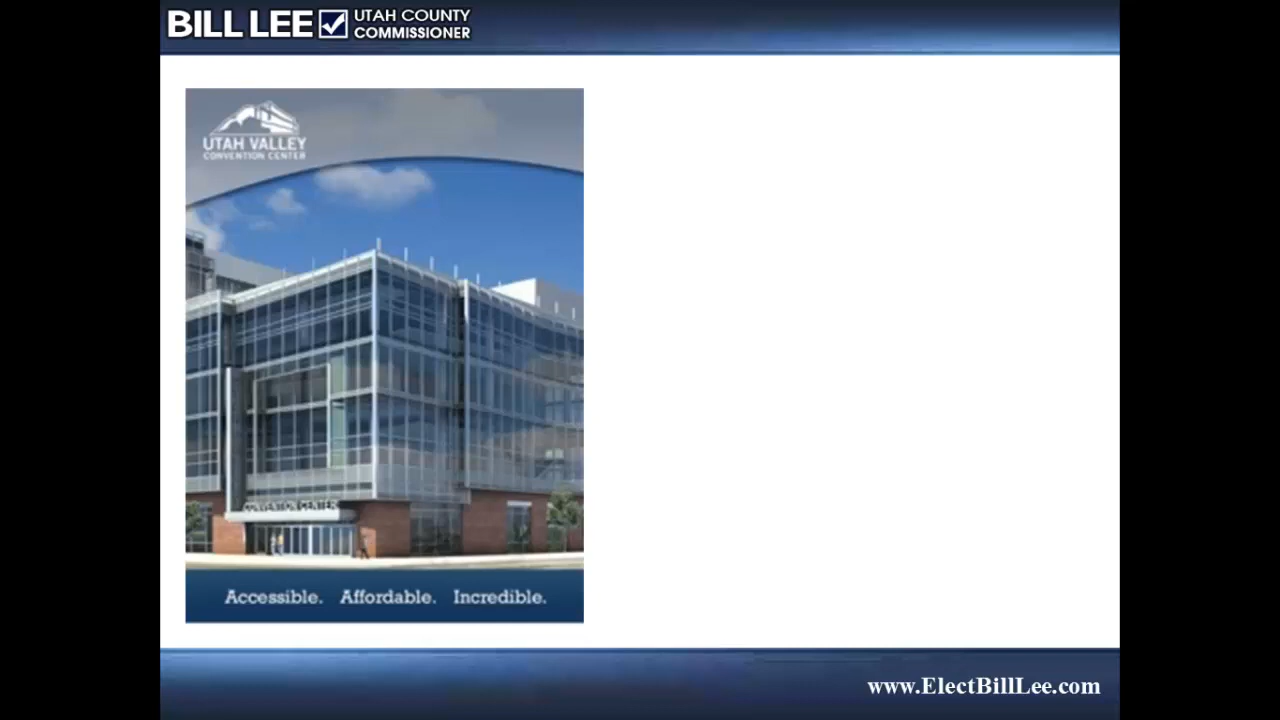 BILL LEE
UTAH COUNTY
COMMISSIONER
UTAH VALLEY
CONVENTION CENTER
CONVENTION CENTER
Accessible. Affordable. Incredible.
www.ElectBillLee.com